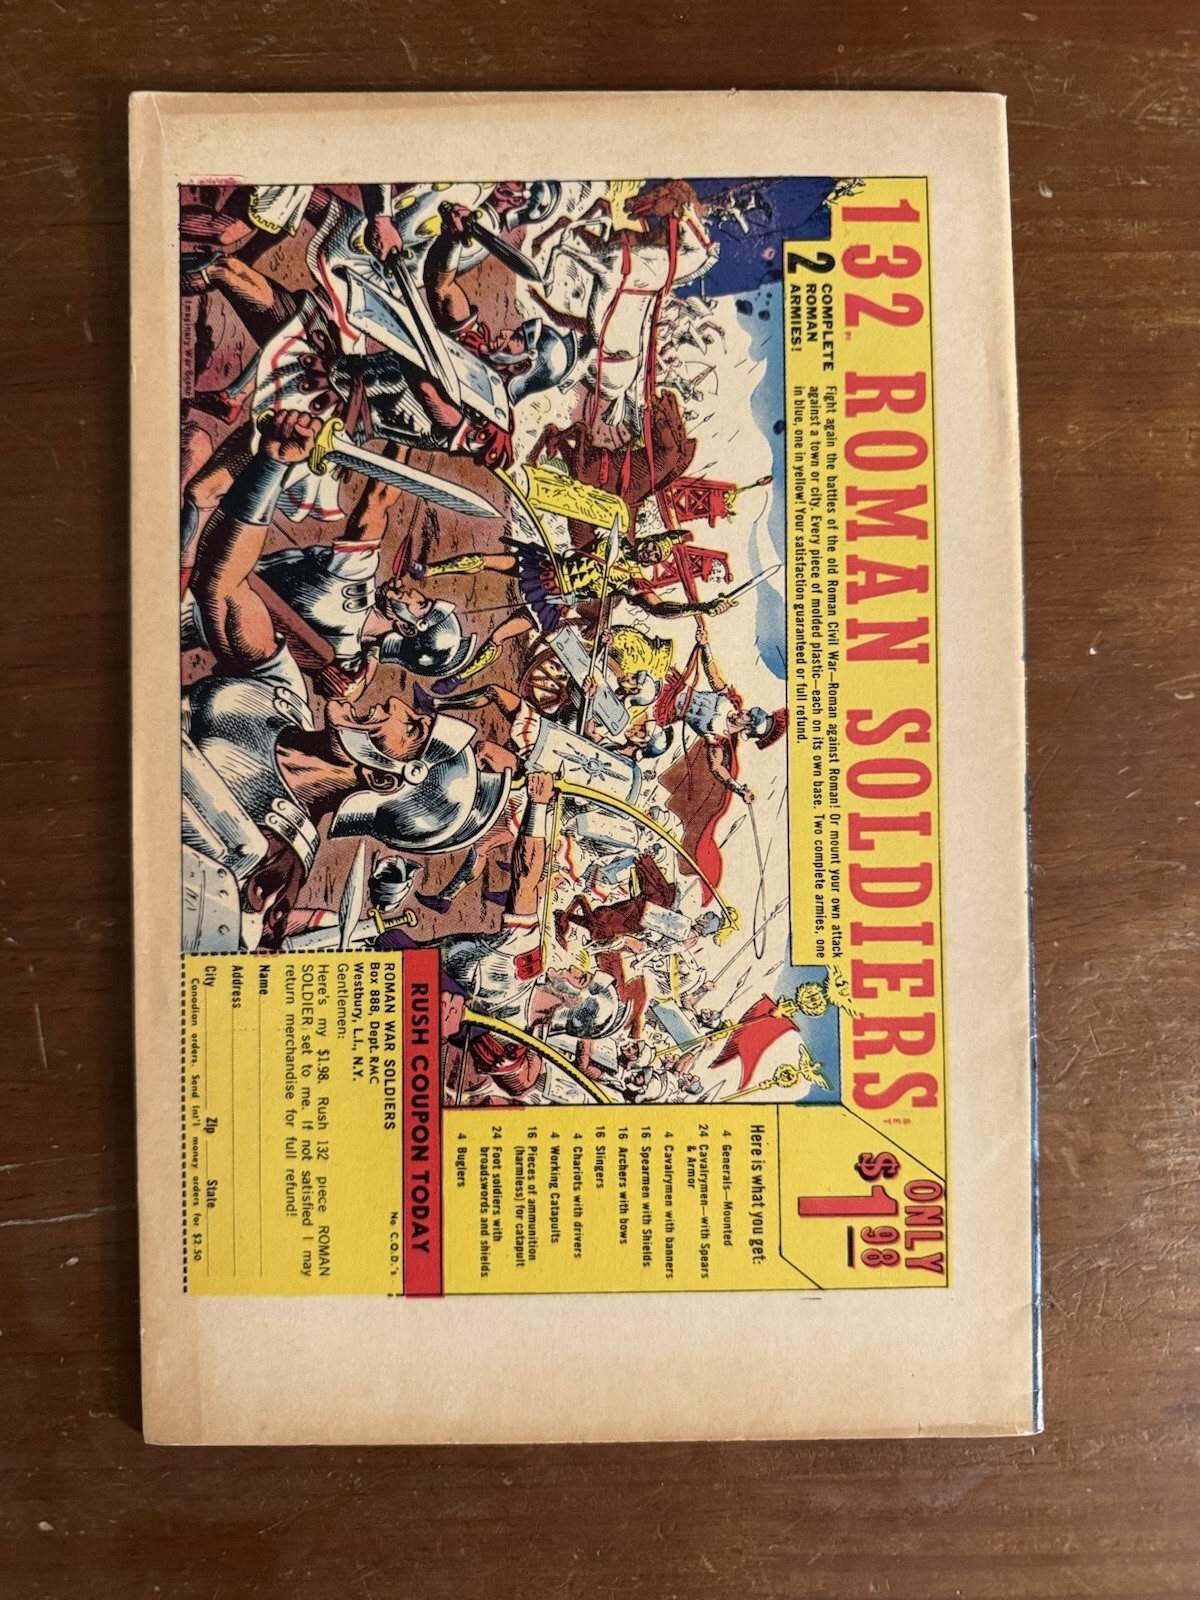 132 PC. ROMAN SOLDIERS SET
ONLY
$1 98
2 COMPLETE
ROMAN
ARMIES!
Fight again the battles of the old Roman Civil War—Roman against Roman! Or mount your own attack
against a town or city. Every piece of molded plastic—each on its own base. Two complete armies, one
in blue, one in yellow! Your satisfaction guaranteed or full refund.
Imaginary War Scene
Here is what you get:
4 Generals—Mounted
24 Cavalrymen—with Spears
& Armor
4 Cavalrymen with banners
16 Spearmen with Shields
16 Archers with bows
16 Slingers
4 Chariots with drivers
4 Working Catapults
16 Pieces of ammunition
(harmless) for catapult
24 Foot soldiers with
broadswords and shields
4 Buglers
RUSH COUPON TODAY
ROMAN WAR SOLDIERS No C.O.D.'s
Box 888, Dept. RMC
Westbury, L.I., N.Y.
Gentlemen:
Here's my $1.98. Rush 132 piece ROMAN
SOLDIER set to me. If not satisfied I may
return merchandise for full refund!
Name
Address
City Zip State
Canadian orders. Send Int'l money orders for $2.50